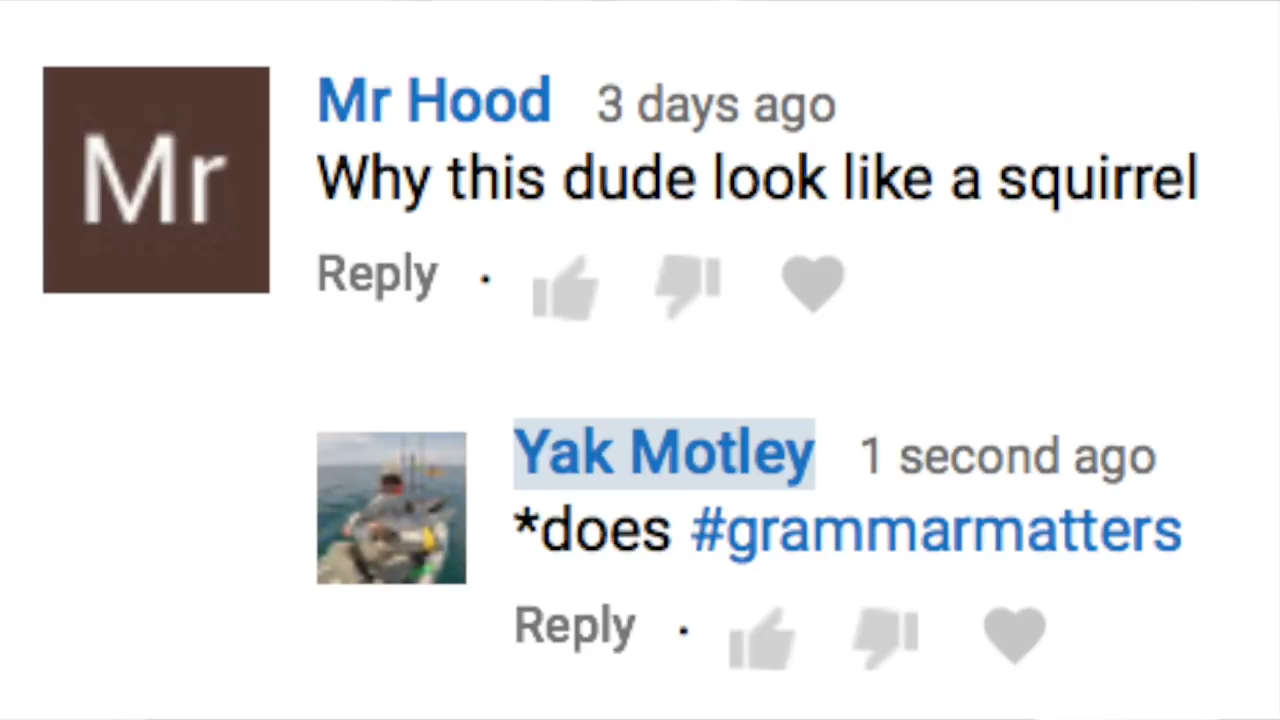 Mr
Mr Hood 3 days ago
Why this dude look like a squirrel
Reply ·
Yak Motley 1 second ago
*does #grammarmatters
Reply ·